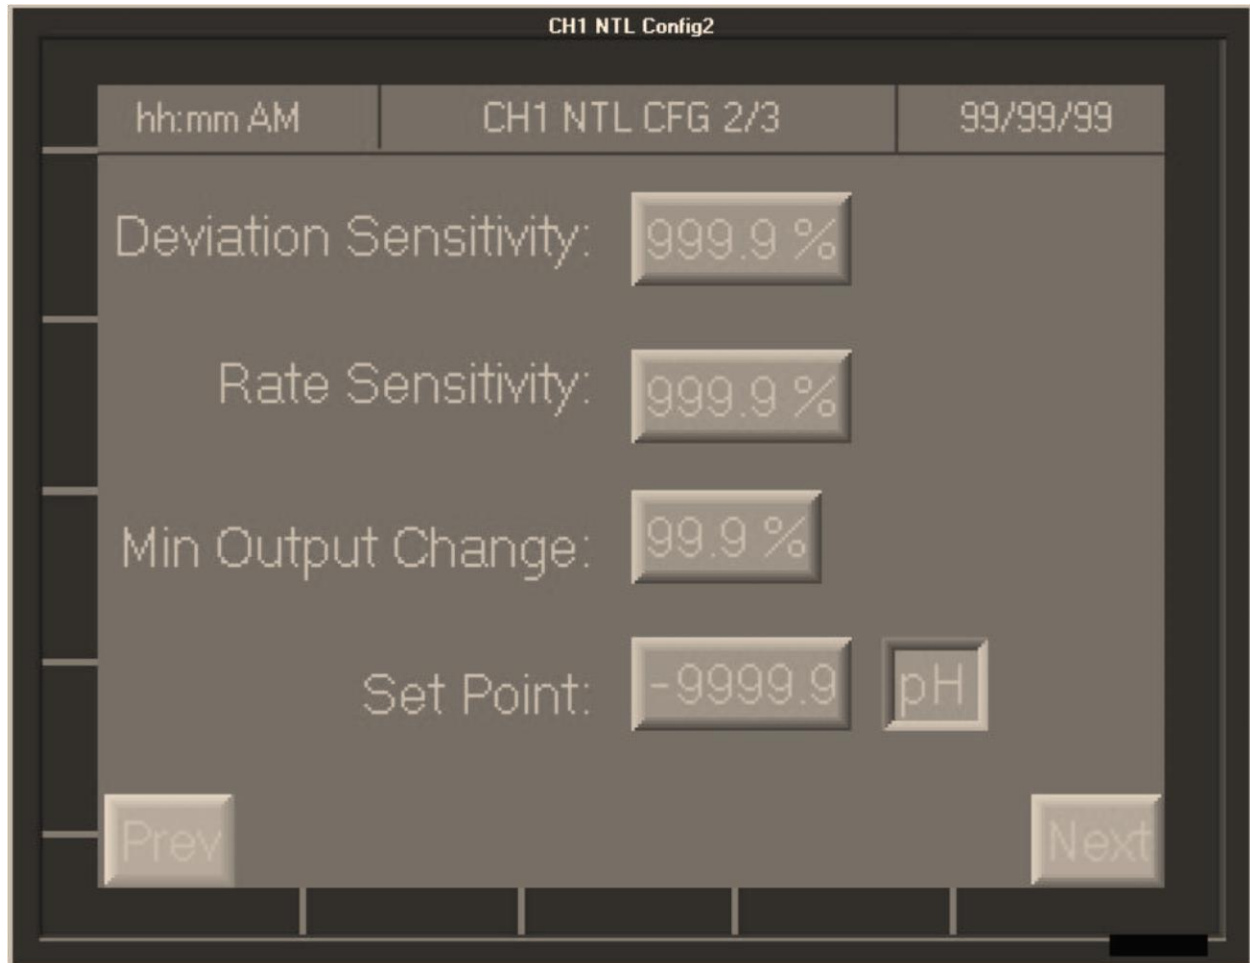 CH1 NTL Config2
hh:mm AM CH1 NTL CFG 2/3 99/99/99
Deviation Sensitivity: 999.9 %
Rate Sensitivity: 999.9 %
Min Output Change: 99.9 %
Set Point: -9999.9 pH
Prev Next